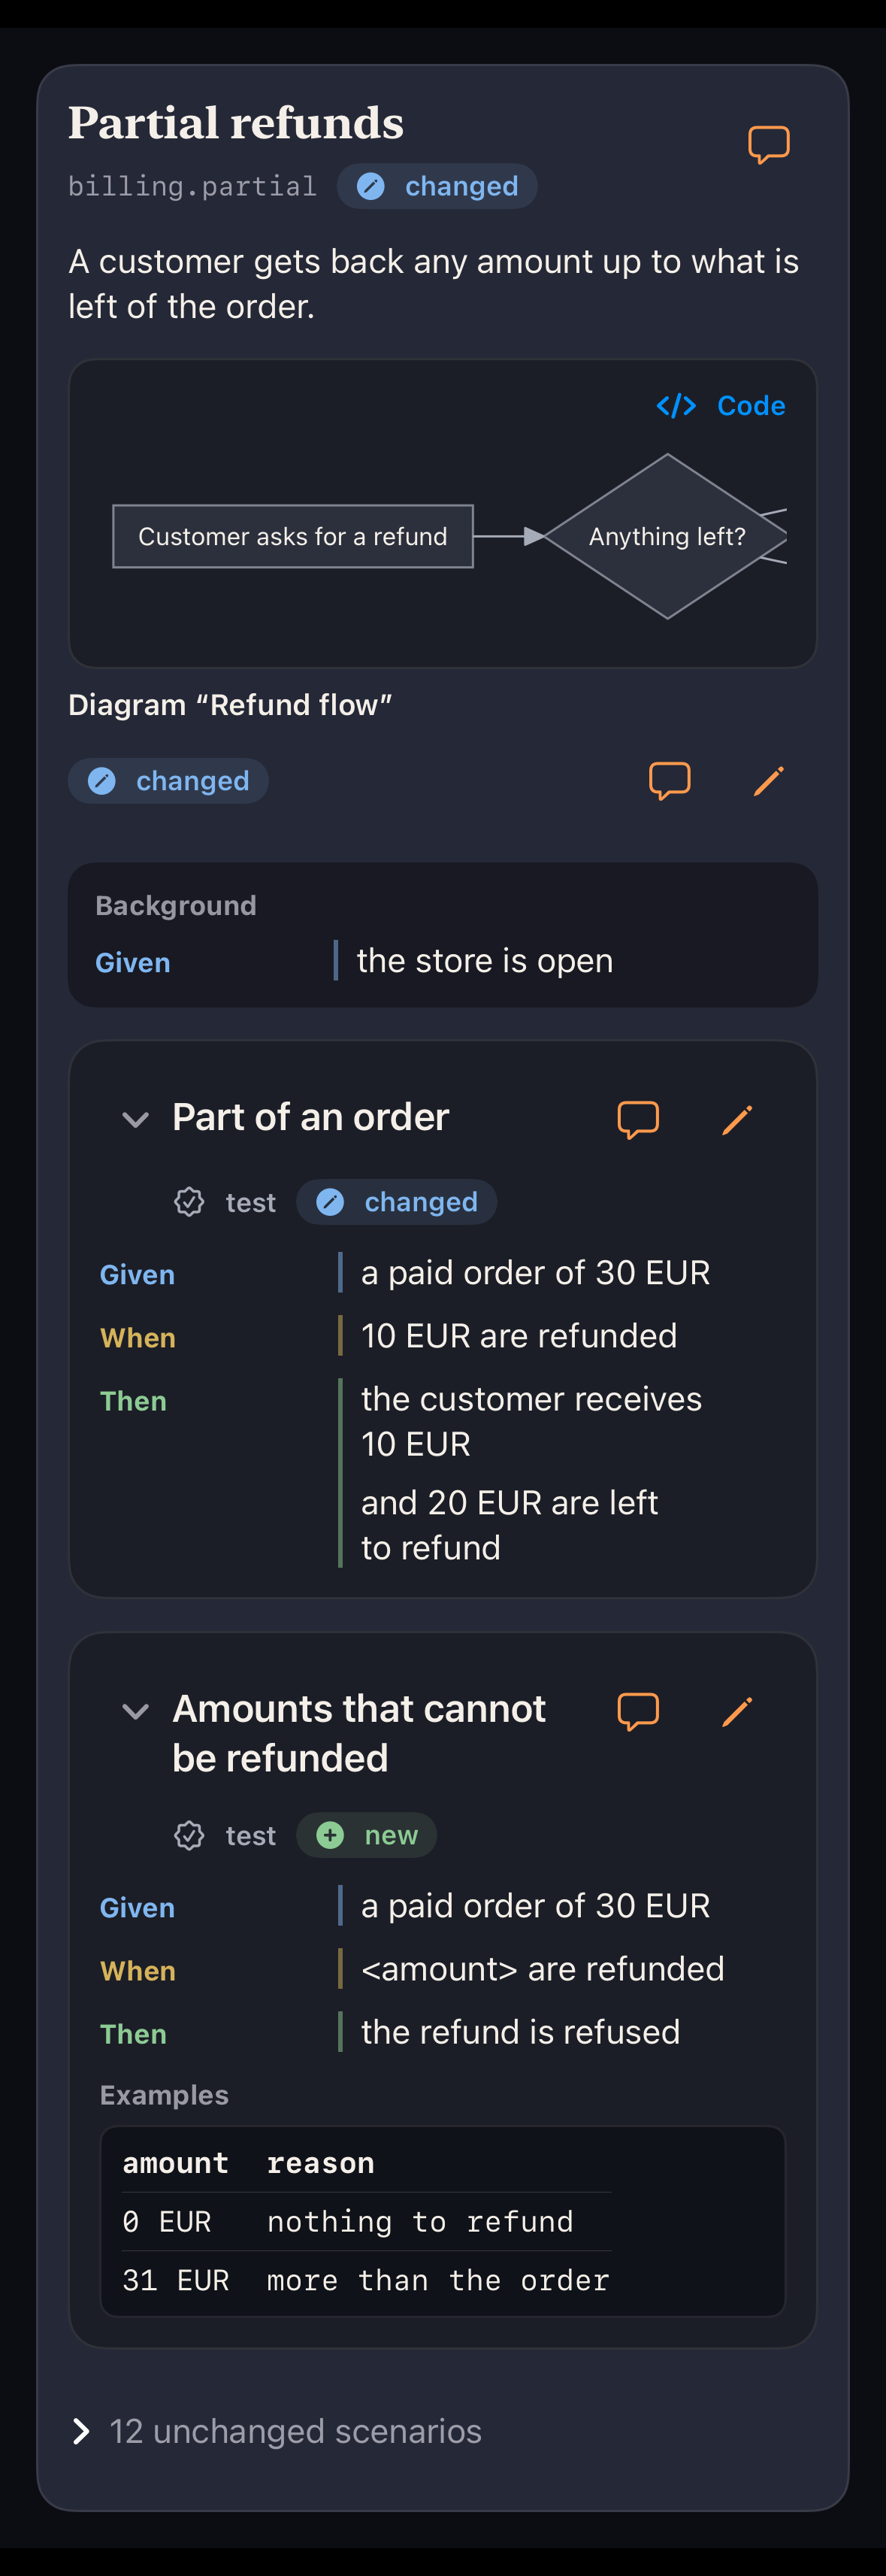 Partial refunds
billing.partial changed
A customer gets back any amount up to what is
left of the order.
</> Code
Customer asks for a refund
Anything left?
Diagram “Refund flow”
changed
Background
Given the store is open
Part of an order
test changed
Given a paid order of 30 EUR
When 10 EUR are refunded
Then the customer receives
10 EUR
and 20 EUR are left
to refund
Amounts that cannot
be refunded
test new
Given a paid order of 30 EUR
When <amount> are refunded
Then the refund is refused
Examples
amount reason
0 EUR nothing to refund
31 EUR more than the order
12 unchanged scenarios